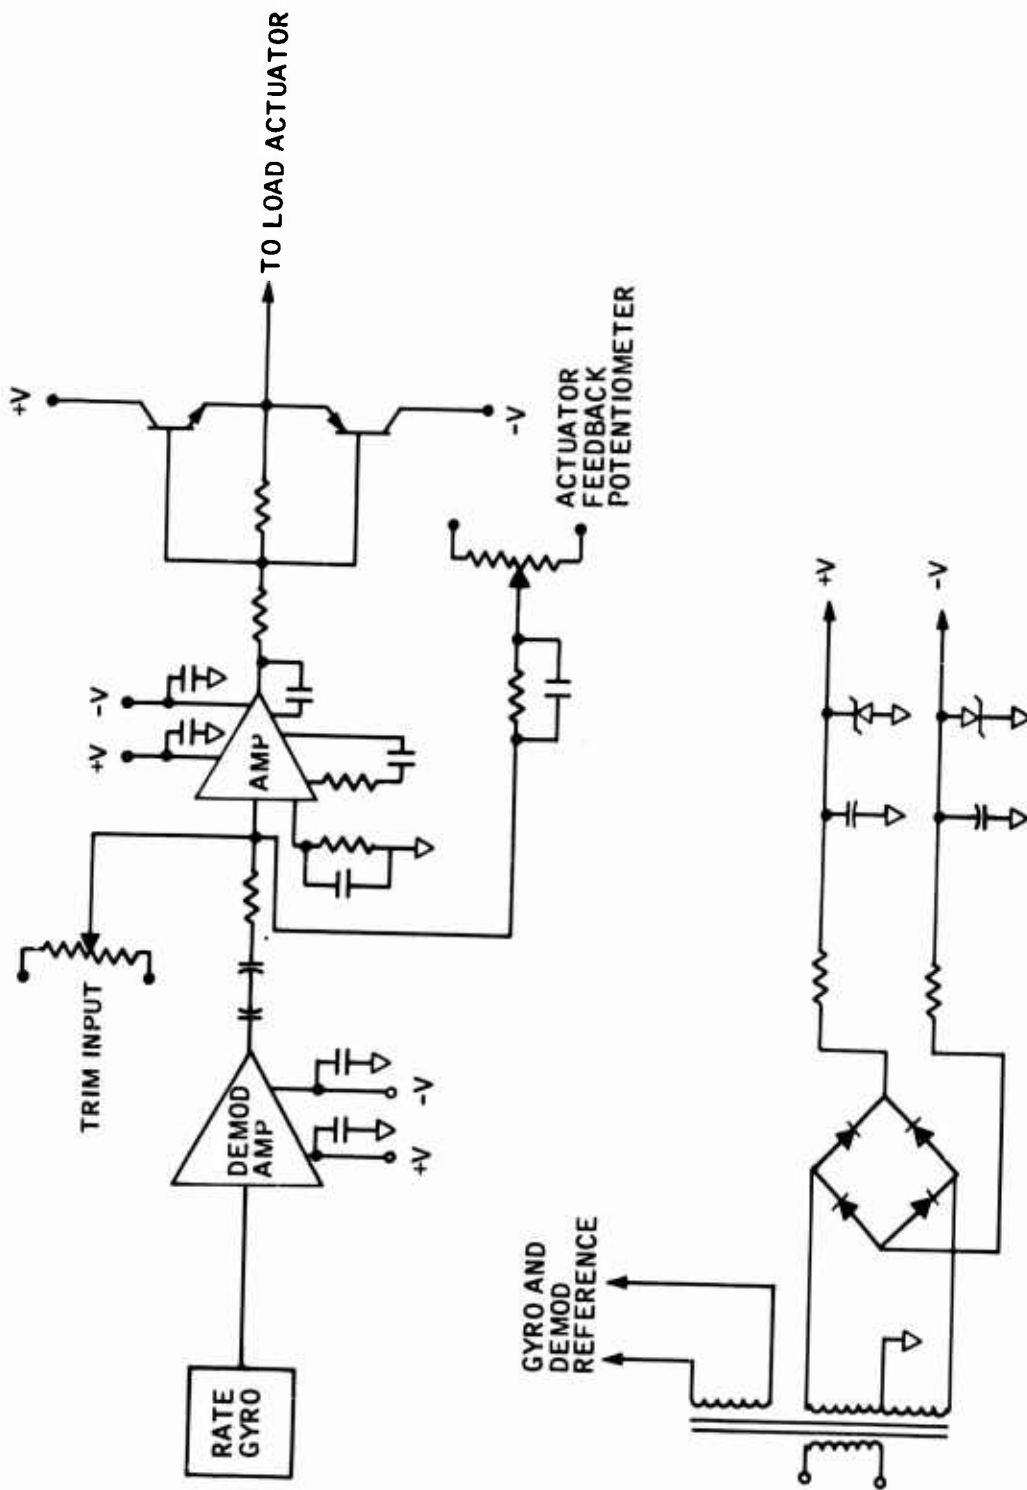 RATE
GYRO
DEMOD
AMP
+V
-V
TRIM INPUT
AMP
+V
-V
+V
-V
TO LOAD ACTUATOR
ACTUATOR
FEEDBACK
POTENTIOMETER
GYRO AND
DEMOD
REFERENCE
+V
-V